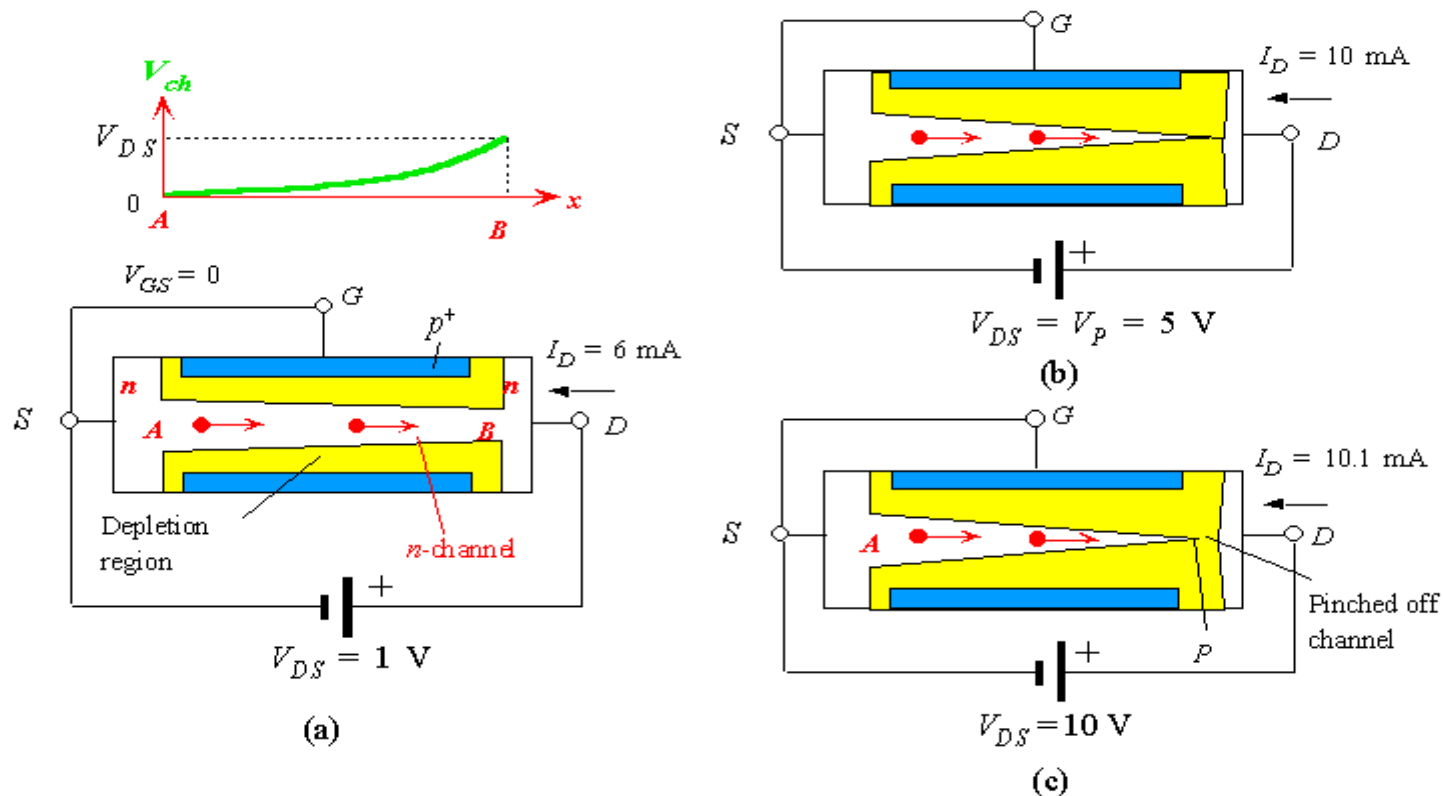 V_ch
V_DS
0
A
B
x
V_GS = 0
G
p⁺
I_D = 6 mA
n
n
S
A
B
D
Depletion
region
n-channel
+
V_DS = 1 V
(a)
G
I_D = 10 mA
S
D
+
V_DS = V_P = 5 V
(b)
G
I_D = 10.1 mA
S
A
D
Pinched off
channel
P
+
V_DS = 10 V
(c)